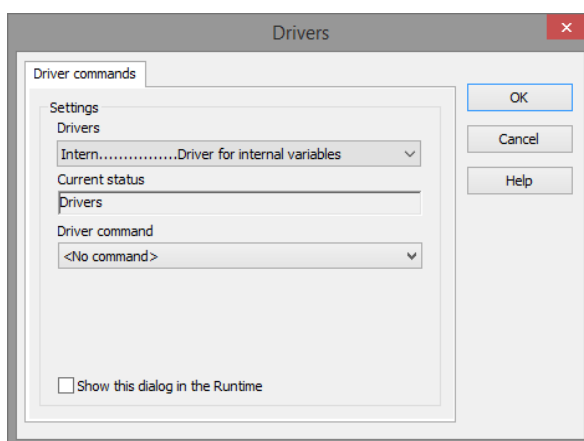 Drivers
Driver commands
Settings
Drivers
Intern................Driver for internal variables
Current status
Drivers
Driver command
<No command>
Show this dialog in the Runtime
OK
Cancel
Help